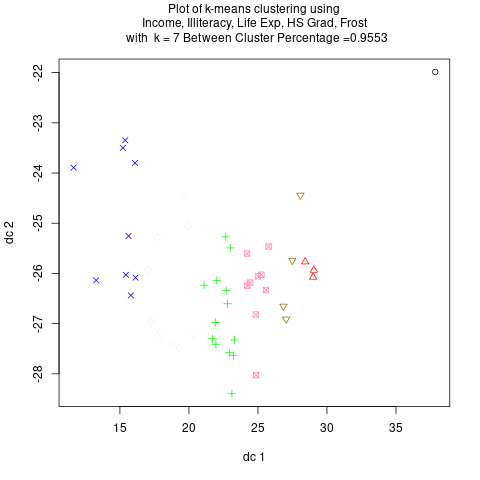 Plot of k-means clustering using
Income, Illiteracy, Life Exp, HS Grad, Frost
with  k = 7 Between Cluster Percentage =0.9553
-22
-23
-24
-25
-26
-27
-28
dc 2
15 20 25 30 35
dc 1